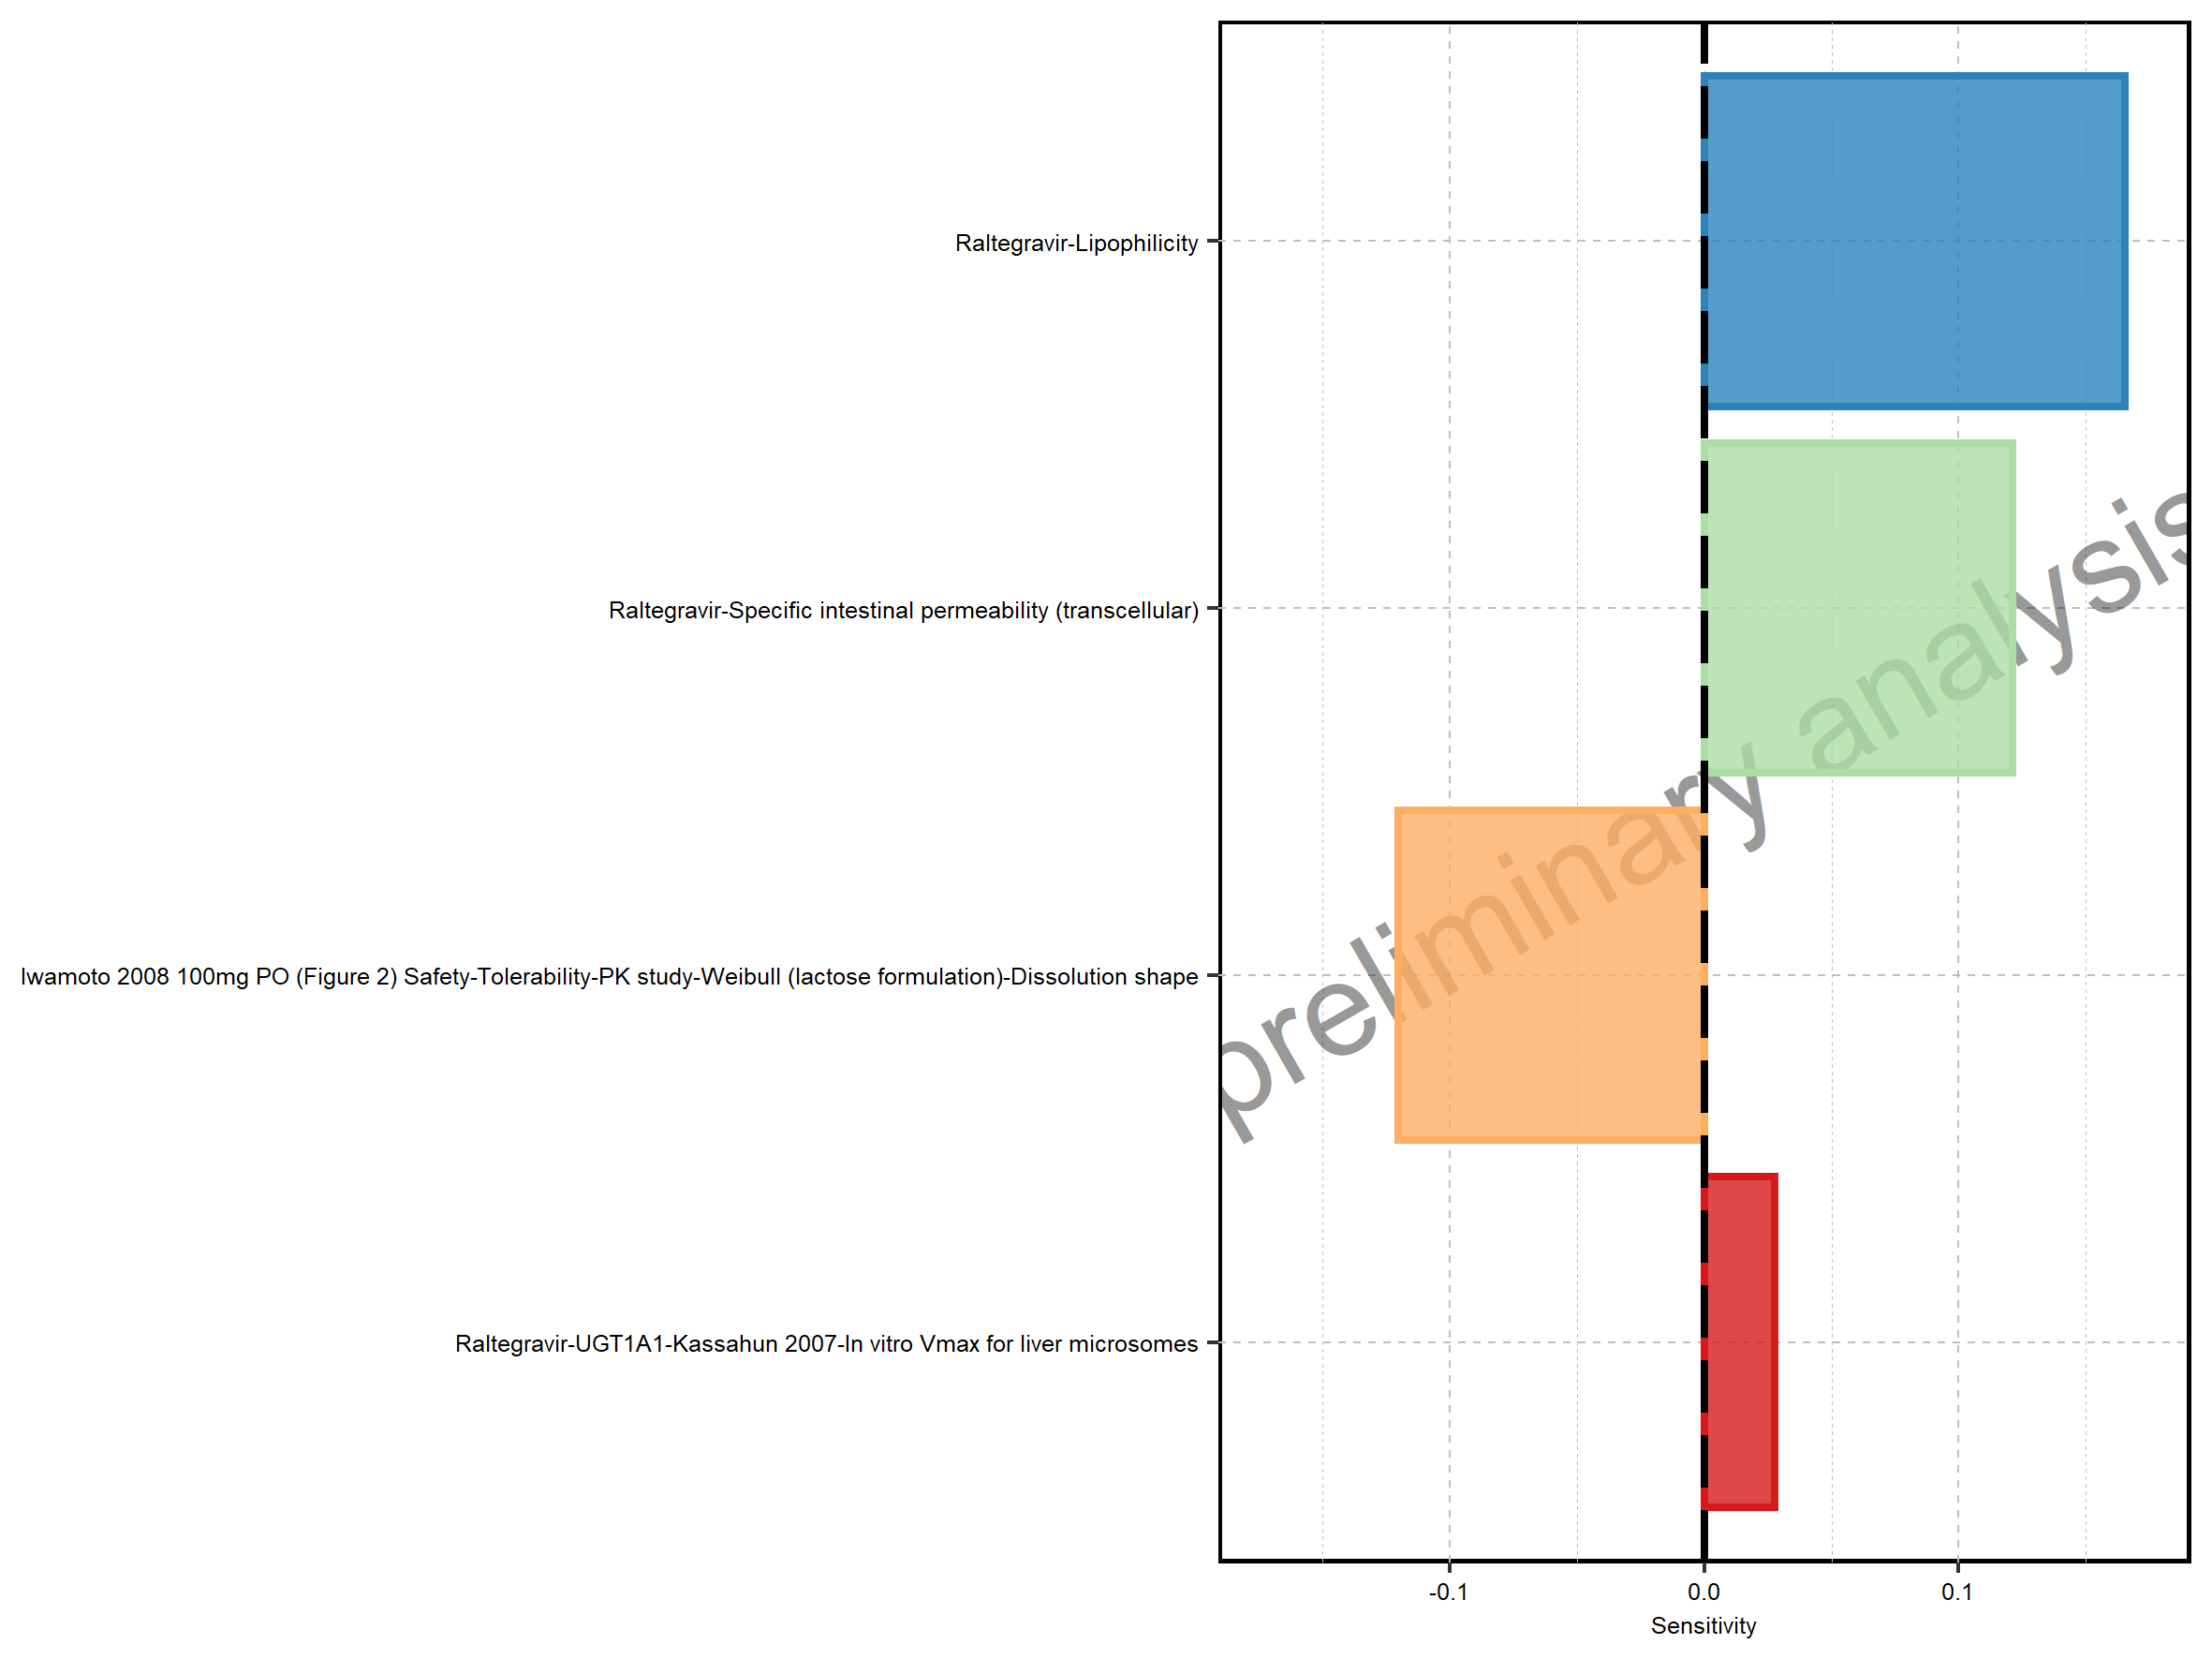 Raltegravir-Lipophilicity
Raltegravir-Specific intestinal permeability (transcellular)
Iwamoto 2008 100mg PO (Figure 2) Safety-Tolerability-PK study-Weibull (lactose formulation)-Dissolution shape
Raltegravir-UGT1A1-Kassahun 2007-In vitro Vmax for liver microsomes
preliminary analysis
-0.1 0.0 0.1
Sensitivity